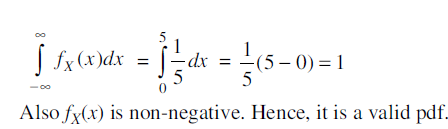 ∫_{-∞}^{∞} f_X(x)dx = ∫_0^5 1/5 dx = 1/5 (5 – 0) = 1
Also f_X(x) is non-negative. Hence, it is a valid pdf.